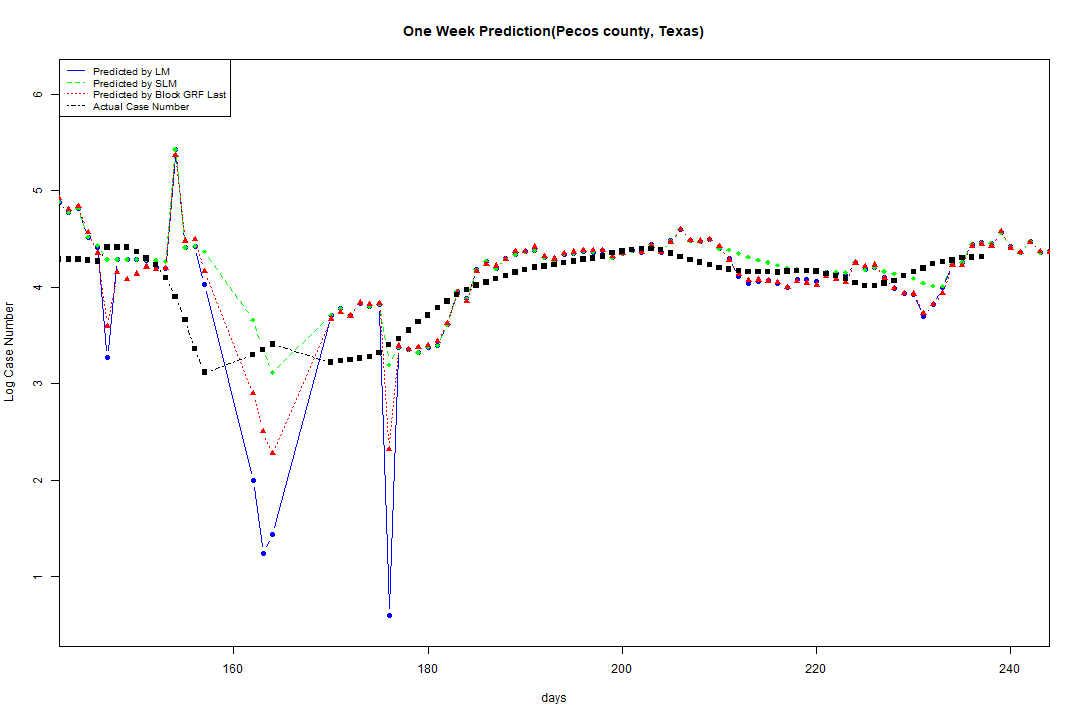 One Week Prediction(Pecos county, Texas)
Predicted by LM
Predicted by SLM
Predicted by Block GRF Last
Actual Case Number
6
5
4
3
2
1
Log Case Number
160 180 200 220 240
days